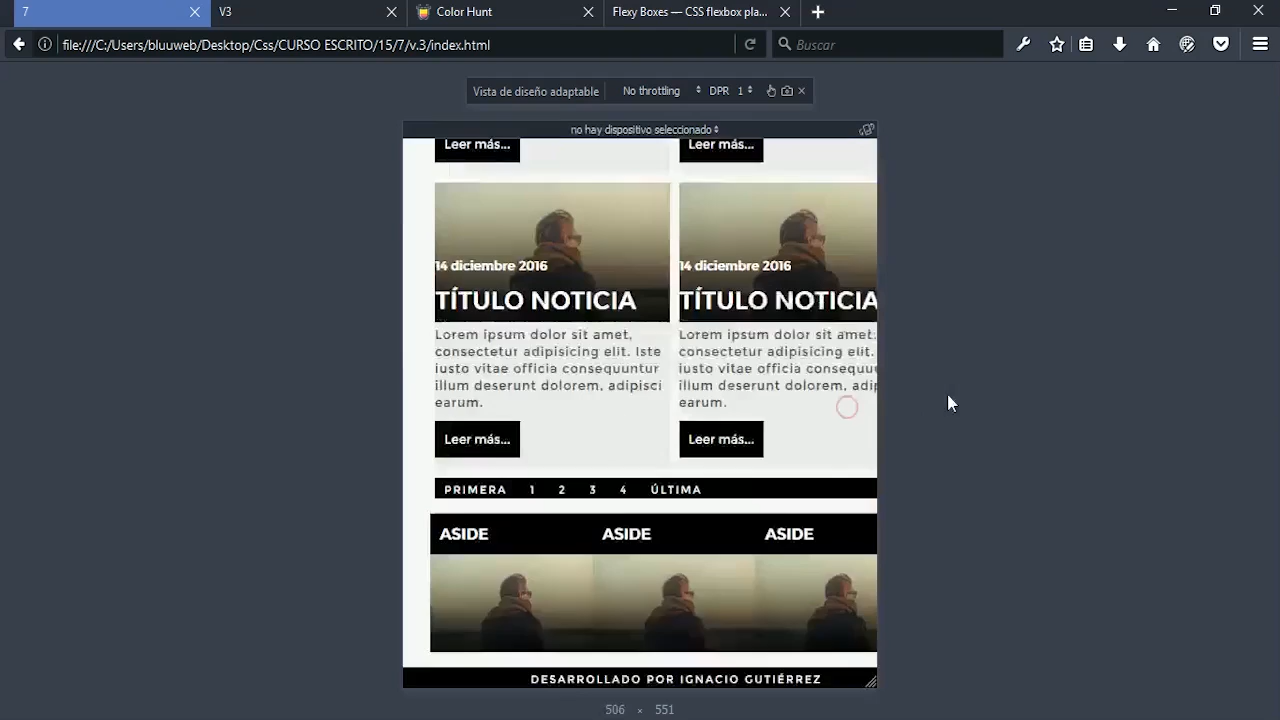 7 V3 Color Hunt Flexy Boxes — CSS flexbox pla...
file:///C:/Users/bluuweb/Desktop/Css/CURSO ESCRITO/15/7/v.3/index.html Buscar
Vista de diseño adaptable No throttling DPR 1
no hay dispositivo seleccionado
Leer más... Leer más...
14 diciembre 2016 14 diciembre 2016
TÍTULO NOTICIA TÍTULO NOTICIA
Lorem ipsum dolor sit amet, Lorem ipsum dolor sit amet,
consectetur adipisicing elit. Iste consectetur adipisicing elit.
iusto vitae officia consequuntur iusto vitae officia consequu
illum deserunt dolorem, adipisci illum deserunt dolorem, adip
earum. earum.
Leer más... Leer más...
PRIMERA 1 2 3 4 ÚLTIMA
ASIDE ASIDE ASIDE
DESARROLLADO POR IGNACIO GUTIÉRREZ
506 × 551